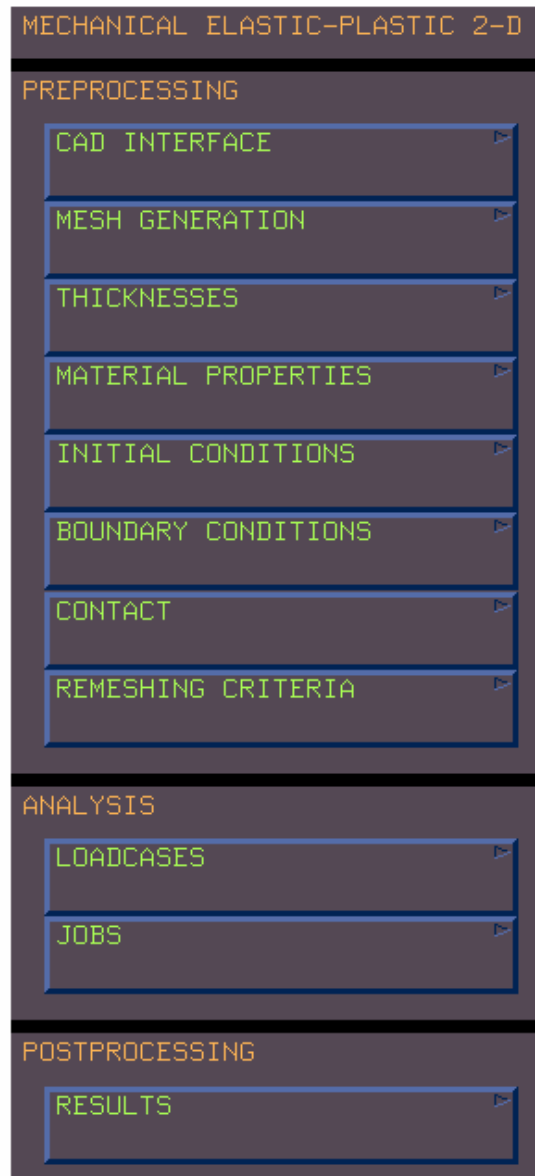 MECHANICAL ELASTIC-PLASTIC 2-D
PREPROCESSING
CAD INTERFACE
MESH GENERATION
THICKNESSES
MATERIAL PROPERTIES
INITIAL CONDITIONS
BOUNDARY CONDITIONS
CONTACT
REMESHING CRITERIA
ANALYSIS
LOADCASES
JOBS
POSTPROCESSING
RESULTS